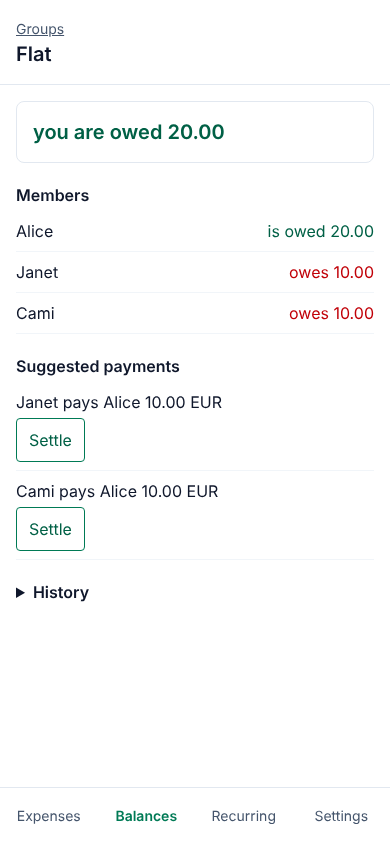 Groups
Flat
you are owed 20.00
Members
Alice is owed 20.00
Janet owes 10.00
Cami owes 10.00
Suggested payments
Janet pays Alice 10.00 EUR
Settle
Cami pays Alice 10.00 EUR
Settle
History
Expenses Balances Recurring Settings